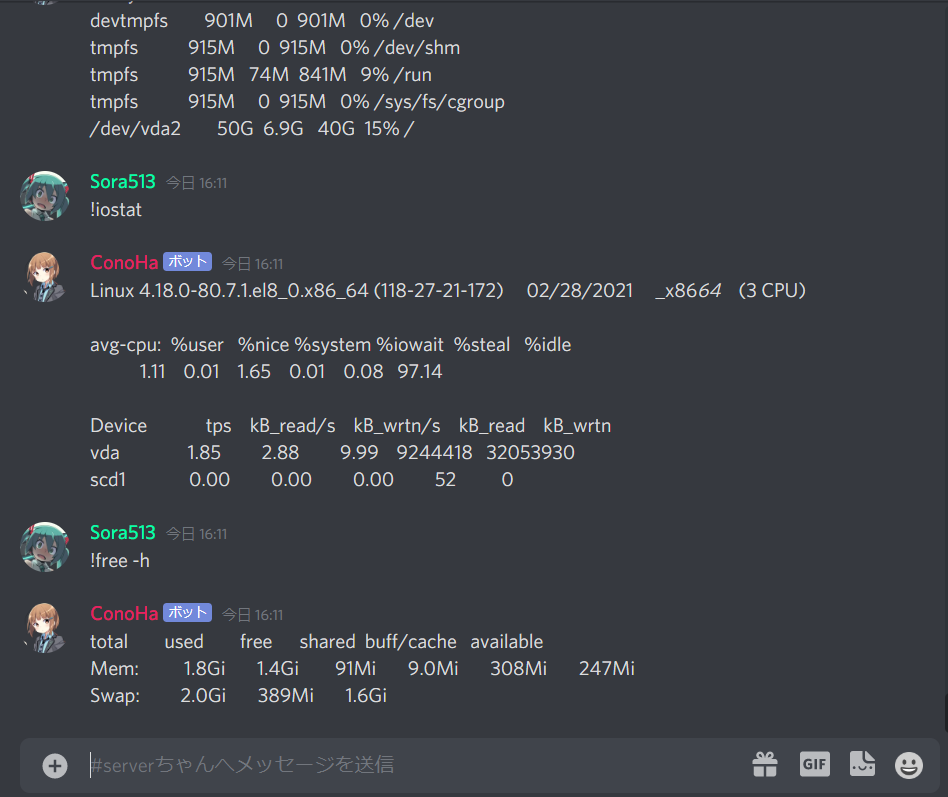 devtmpfs 901M 0 901M 0% /dev
tmpfs 915M 0 915M 0% /dev/shm
tmpfs 915M 74M 841M 9% /run
tmpfs 915M 0 915M 0% /sys/fs/cgroup
/dev/vda2 50G 6.9G 40G 15% /
Sora513 今日 16:11
!iostat
ConoHa ボット 今日 16:11
Linux 4.18.0-80.7.1.el8_0.x86_64 (118-27-21-172) 02/28/2021 _x8664 (3 CPU)
avg-cpu: %user %nice %system %iowait %steal %idle
1.11 0.01 1.65 0.01 0.08 97.14
Device tps kB_read/s kB_wrtn/s kB_read kB_wrtn
vda 1.85 2.88 9.99 9244418 32053930
scd1 0.00 0.00 0.00 52 0
Sora513 今日 16:11
!free -h
ConoHa ボット 今日 16:11
total used free shared buff/cache available
Mem: 1.8Gi 1.4Gi 91Mi 9.0Mi 308Mi 247Mi
Swap: 2.0Gi 389Mi 1.6Gi
#serverちゃんへメッセージを送信
GIF